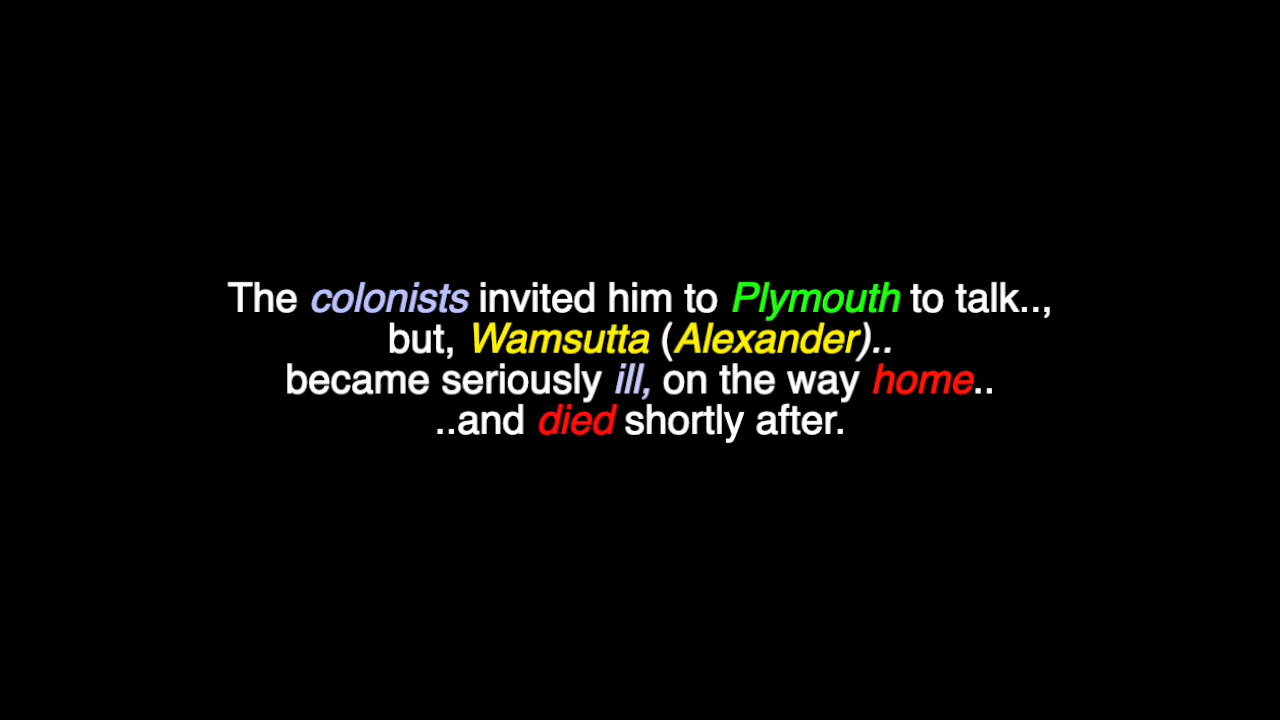 The colonists invited him to Plymouth to talk..,
but, Wamsutta (Alexander)..
became seriously ill, on the way home..
..and died shortly after.